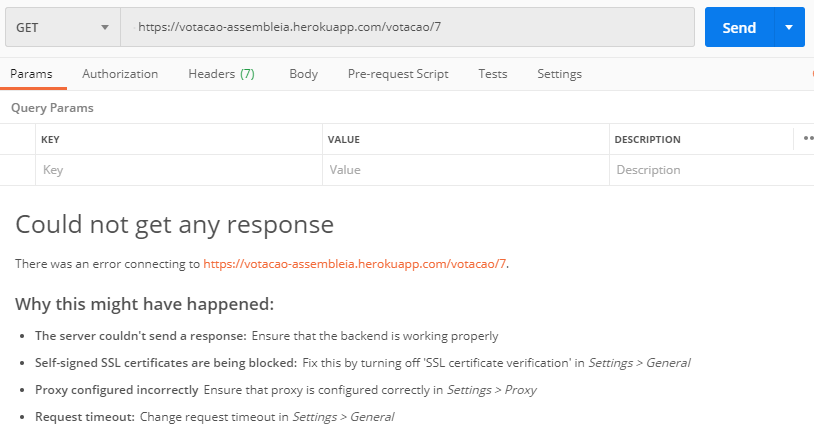 GET https://votacao-assembleia.herokuapp.com/votacao/7 Send
Params Authorization Headers (7) Body Pre-request Script Tests Settings
Query Params
KEY VALUE DESCRIPTION
Key Value Description
Could not get any response
There was an error connecting to https://votacao-assembleia.herokuapp.com/votacao/7.
Why this might have happened:
• The server couldn't send a response: Ensure that the backend is working properly
• Self-signed SSL certificates are being blocked: Fix this by turning off 'SSL certificate verification' in Settings > General
• Proxy configured incorrectly Ensure that proxy is configured correctly in Settings > Proxy
• Request timeout: Change request timeout in Settings > General